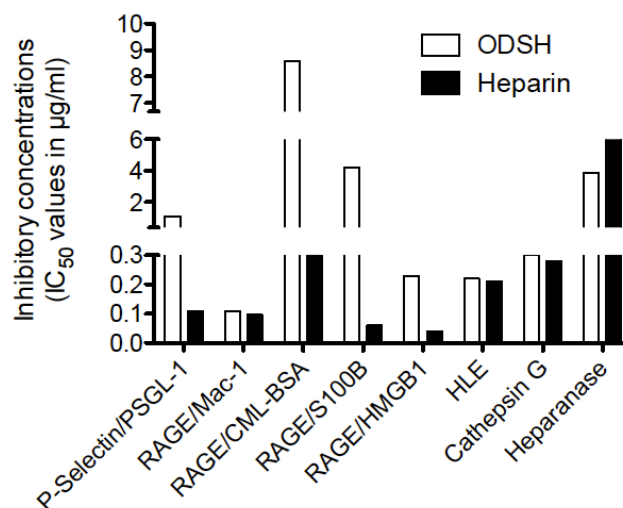 Inhibitory concentrations
(IC50 values in µg/ml)
10
9
8
7
6
4
2
0.3
0.2
0.1
0.0
ODSH
Heparin
P-Selectin/PSGL-1
RAGE/Mac-1
RAGE/CML-BSA
RAGE/S100B
RAGE/HMGB1
HLE
Cathepsin G
Heparanase